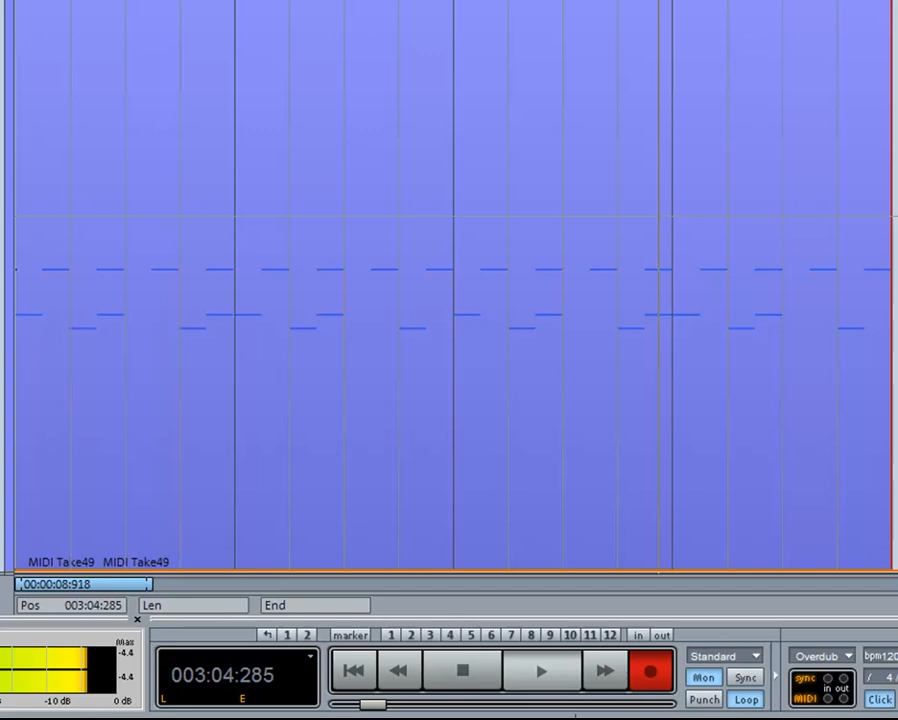 MIDI Take49 MIDI Take49
00:00:08:918
Pos 003:04:285 Len End
1 2 marker 1 2 3 4 5 6 7 8 9 10 11 12 in out
Max
-4.4
-4.4
-10 dB 0 dB
003:04:285
L E
Standard
Mon Sync
Punch Loop
Overdub bpm120
sync in out
MIDI
/ 4/
Click